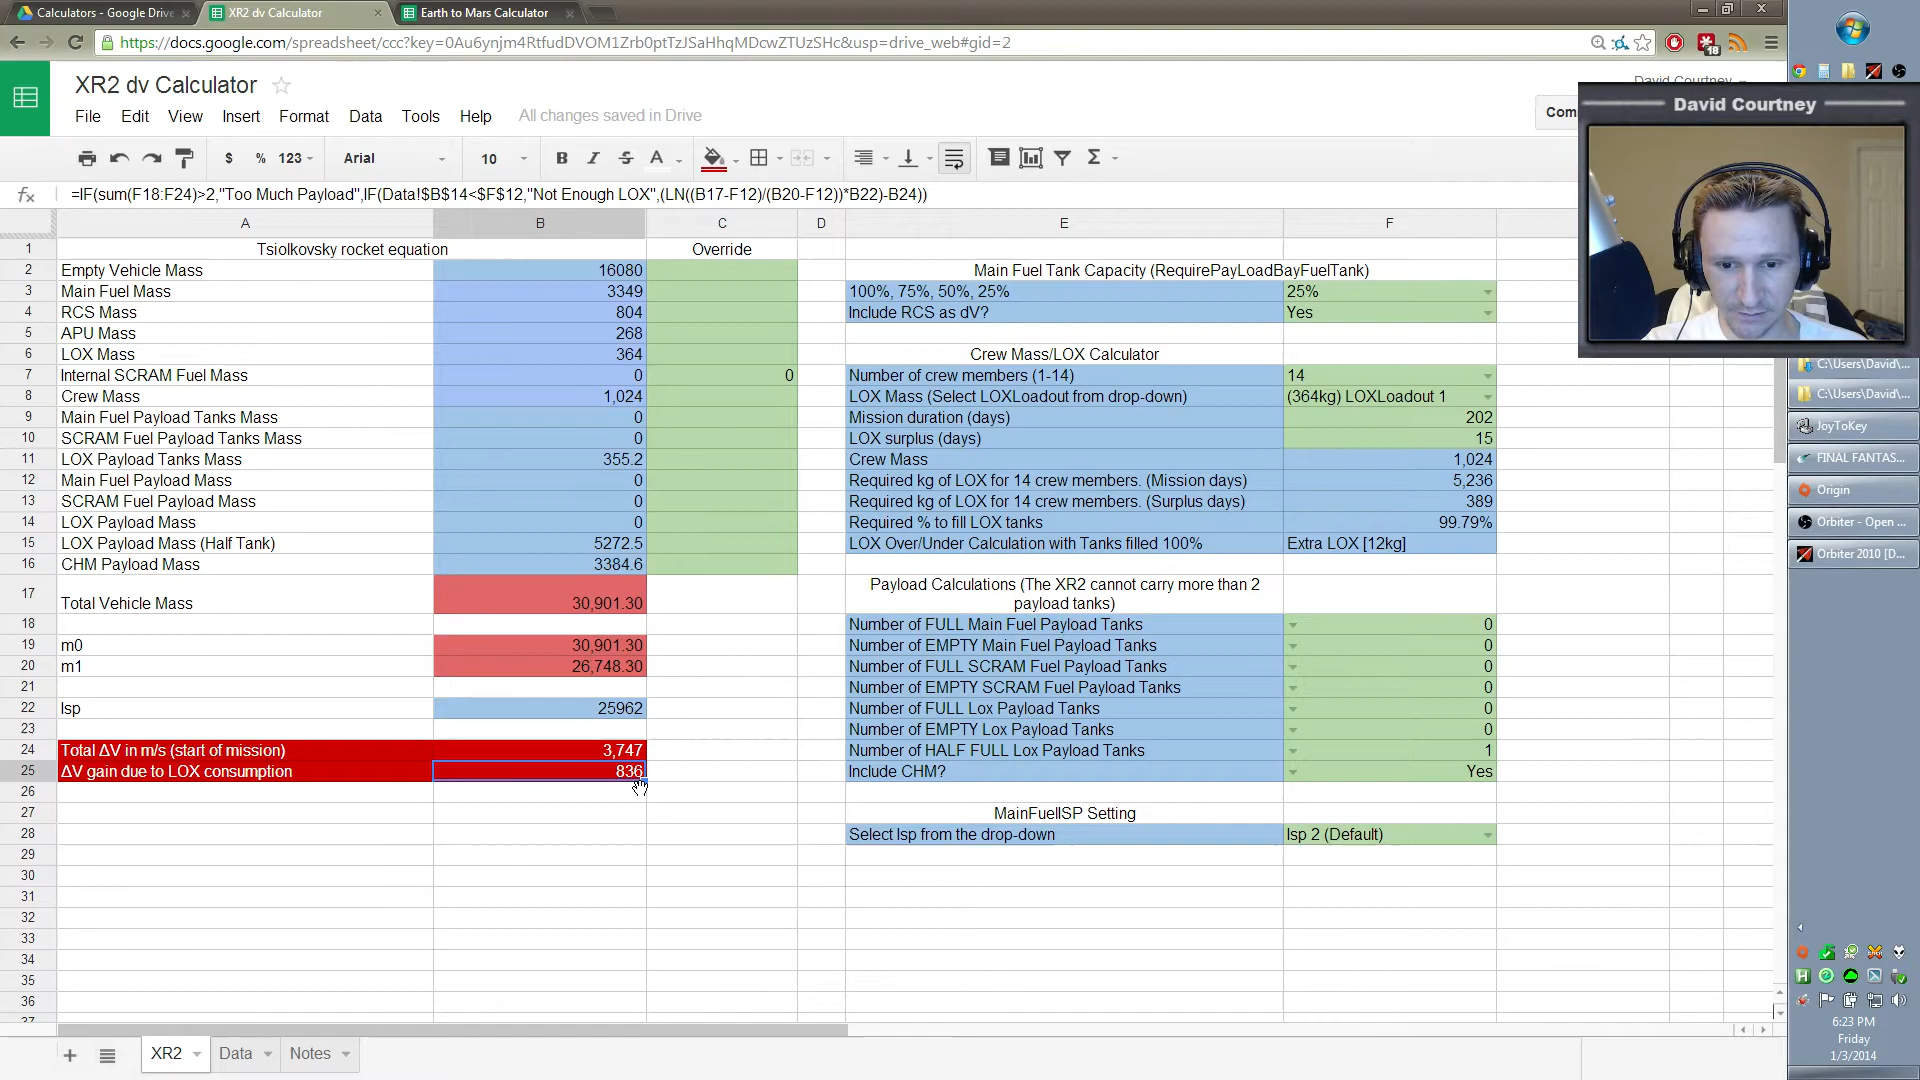 Calculators - Google Drive
XR2 dv Calculator
Earth to Mars Calculator
https://docs.google.com/spreadsheet/ccc?key=0Au6ynjm4RtfudDVOM1Zrb0ptTzJSaHhqMDcwZTUzSHc&usp=drive_web#gid=2
18
XR2 dv Calculator
David Courtney
File Edit View Insert Format Data Tools Help All changes saved in Drive
Com
David Courtney
$ % 123 Arial 10 B I S A Σ
fx =IF(sum(F18:F24)>2,"Too Much Payload",IF(Data!$B$14<$F$12,"Not Enough LOX",(LN((B17-F12)/(B20-F12))*B22)-B24))
A B C D E F
1 Tsiolkovsky rocket equation Override
2 Empty Vehicle Mass 16080 Main Fuel Tank Capacity (RequirePayLoadBayFuelTank)
3 Main Fuel Mass 3349 100%, 75%, 50%, 25% 25%
4 RCS Mass 804 Include RCS as dV? Yes
5 APU Mass 268
6 LOX Mass 364 Crew Mass/LOX Calculator
7 Internal SCRAM Fuel Mass 0 0 Number of crew members (1-14) 14
8 Crew Mass 1,024 LOX Mass (Select LOXLoadout from drop-down) (364kg) LOXLoadout 1
9 Main Fuel Payload Tanks Mass 0 Mission duration (days) 202
10 SCRAM Fuel Payload Tanks Mass 0 LOX surplus (days) 15
11 LOX Payload Tanks Mass 355.2 Crew Mass 1,024
12 Main Fuel Payload Mass 0 Required kg of LOX for 14 crew members. (Mission days) 5,236
13 SCRAM Fuel Payload Mass 0 Required kg of LOX for 14 crew members. (Surplus days) 389
14 LOX Payload Mass 0 Required % to fill LOX tanks 99.79%
15 LOX Payload Mass (Half Tank) 5272.5 LOX Over/Under Calculation with Tanks filled 100% Extra LOX [12kg]
16 CHM Payload Mass 3384.6
17 Total Vehicle Mass 30,901.30 Payload Calculations (The XR2 cannot carry more than 2
payload tanks)
18 Number of FULL Main Fuel Payload Tanks 0
19 m0 30,901.30 Number of EMPTY Main Fuel Payload Tanks 0
20 m1 26,748.30 Number of FULL SCRAM Fuel Payload Tanks 0
21 Number of EMPTY SCRAM Fuel Payload Tanks 0
22 Isp 25962 Number of FULL Lox Payload Tanks 0
23 Number of EMPTY Lox Payload Tanks 0
24 Total ΔV in m/s (start of mission) 3,747 Number of HALF FULL Lox Payload Tanks 1
25 ΔV gain due to LOX consumption 836 Include CHM? Yes
26
27 MainFuelISP Setting
28 Select Isp from the drop-down Isp 2 (Default)
29
30
31
32
33
34
35
36
37
XR2 Data Notes
C:\Users\David\...
C:\Users\David\...
JoyToKey
FINAL FANTAS...
Origin
Orbiter - Open ...
Orbiter 2010 [D...
6:23 PM
Friday
1/3/2014